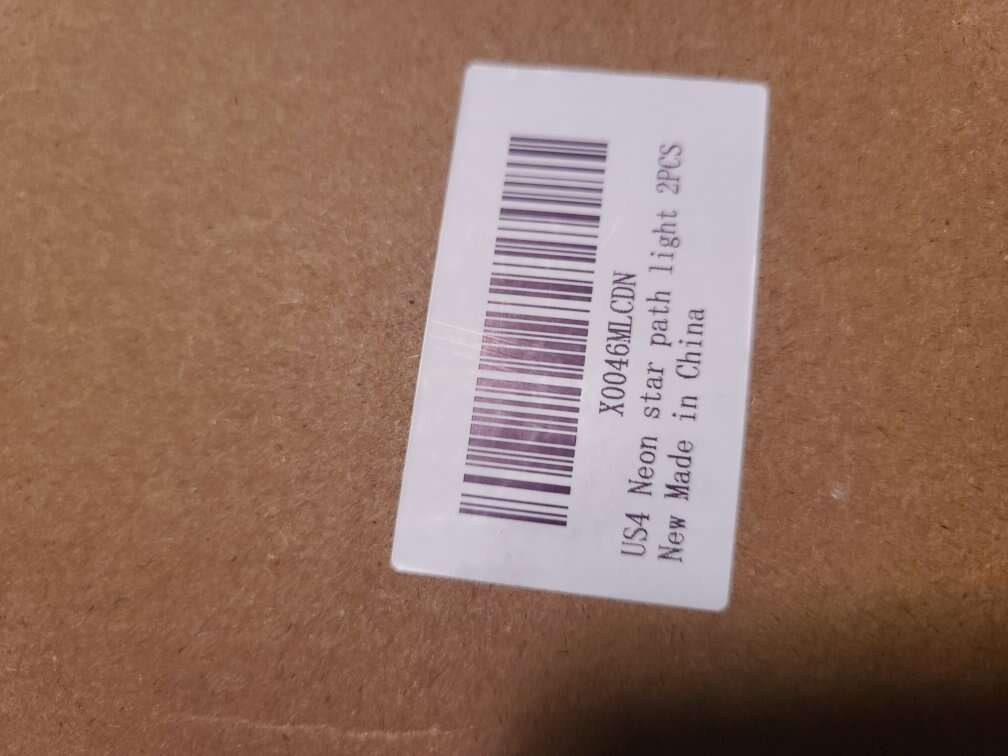 X0046MLCDN
US4 Neon star path light 2PCS
New Made in China